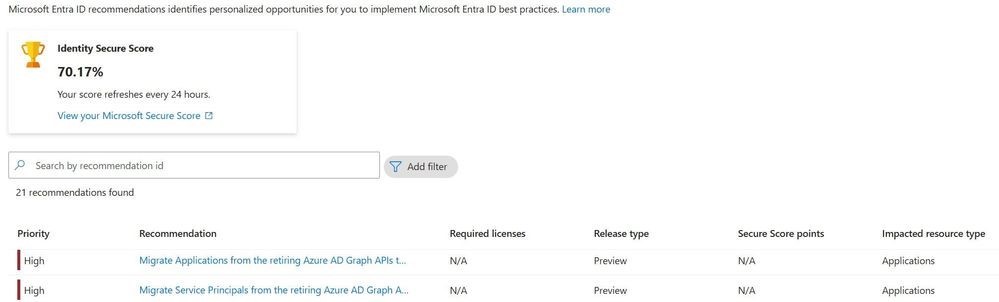 Microsoft Entra ID recommendations identifies personalized opportunities for you to implement Microsoft Entra ID best practices. Learn more
Identity Secure Score
70.17%
Your score refreshes every 24 hours.
View your Microsoft Secure Score
Search by recommendation id
Add filter
21 recommendations found
Priority Recommendation Required licenses Release type Secure Score points Impacted resource type
High Migrate Applications from the retiring Azure AD Graph APIs t... N/A Preview N/A Applications
High Migrate Service Principals from the retiring Azure AD Graph A... N/A Preview N/A Applications